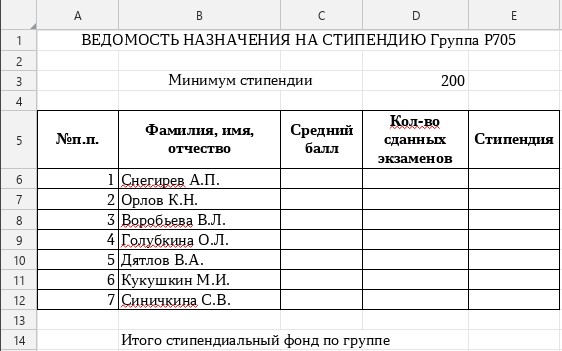 A B C D E
1 ВЕДОМОСТЬ НАЗНАЧЕНИЯ НА СТИПЕНДИЮ Группа Р705
2
3 Минимум стипендии 200
4
5 №п.п. Фамилия, имя, отчество Средний балл Кол-во сданных экзаменов Стипендия
6 1 Снегирев А.П.
7 2 Орлов К.Н.
8 3 Воробьева В.Л.
9 4 Голубкина О.Л.
10 5 Дятлов В.А.
11 6 Кукушкин М.И.
12 7 Синичкина С.В.
13
14 Итого стипендиальный фонд по группе